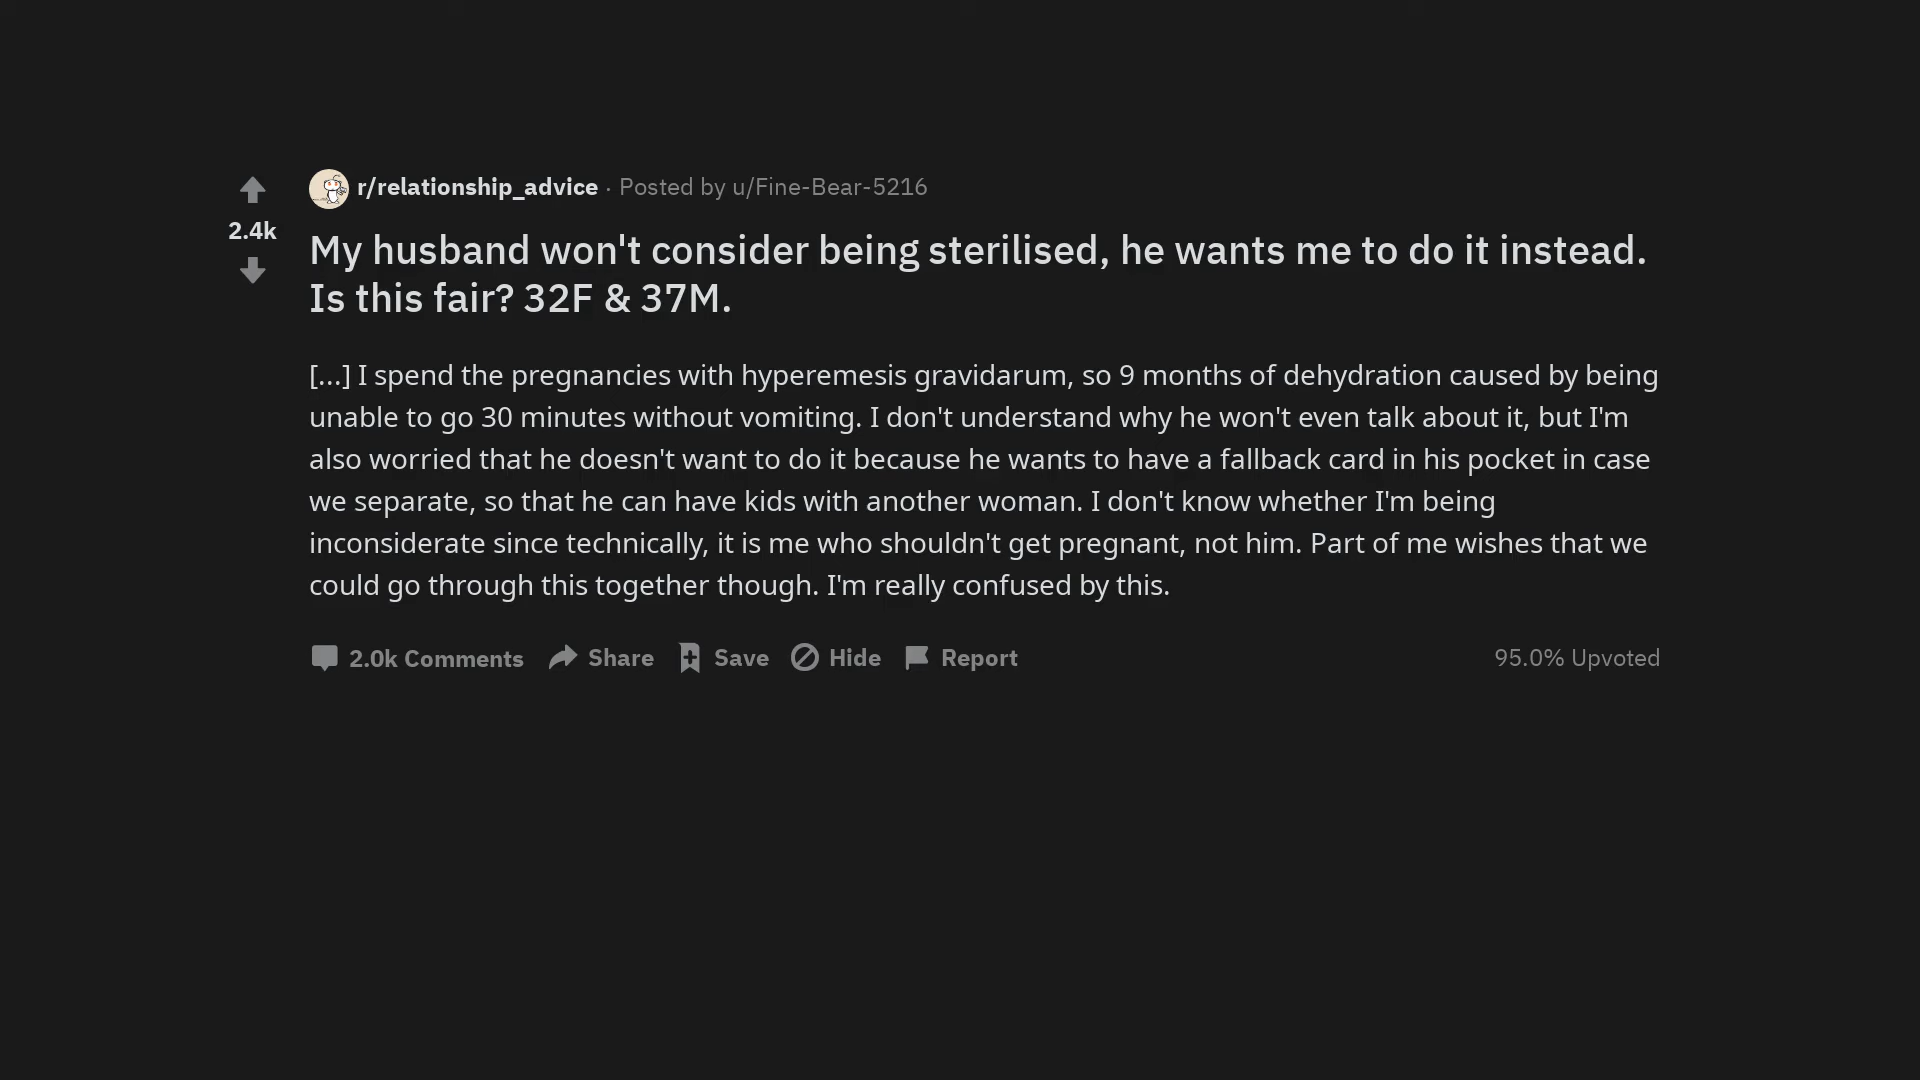 r/relationship_advice · Posted by u/Fine-Bear-5216
2.4k
My husband won't consider being sterilised, he wants me to do it instead.
Is this fair? 32F & 37M.
[...] I spend the pregnancies with hyperemesis gravidarum, so 9 months of dehydration caused by being
unable to go 30 minutes without vomiting. I don't understand why he won't even talk about it, but I'm
also worried that he doesn't want to do it because he wants to have a fallback card in his pocket in case
we separate, so that he can have kids with another woman. I don't know whether I'm being
inconsiderate since technically, it is me who shouldn't get pregnant, not him. Part of me wishes that we
could go through this together though. I'm really confused by this.
2.0k Comments Share Save Hide Report 95.0% Upvoted